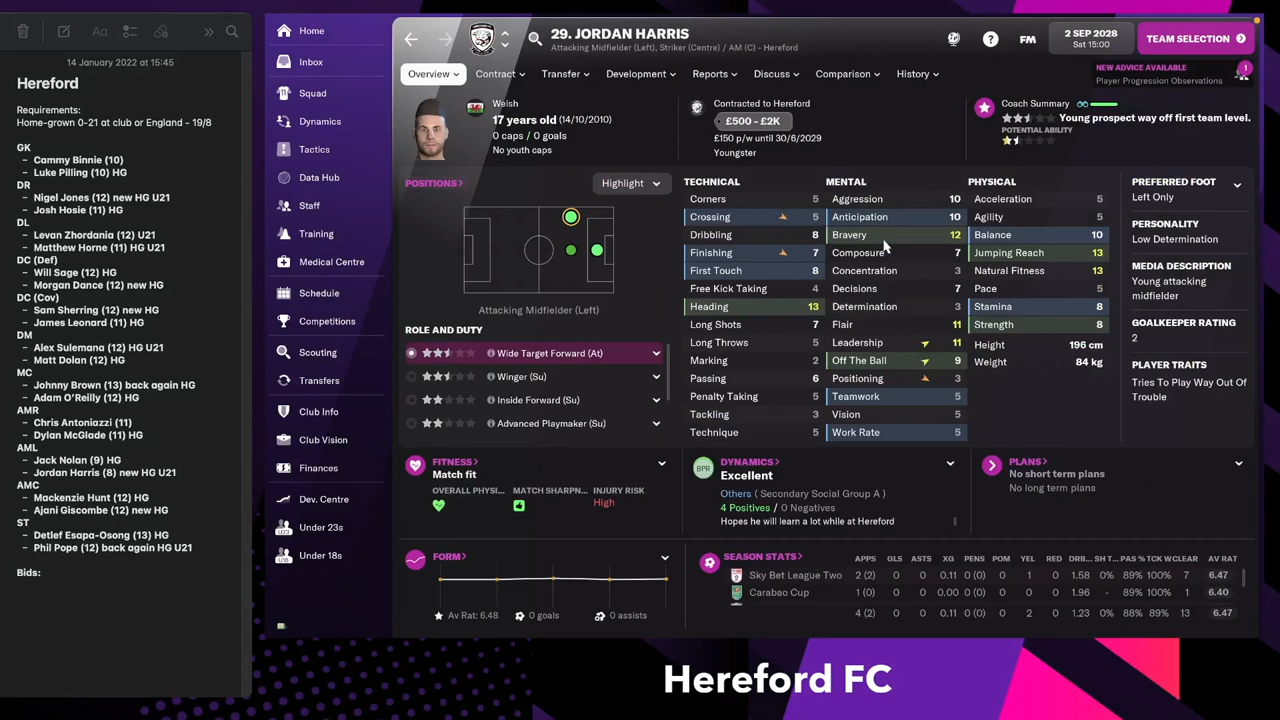 14 January 2022 at 15:45
Hereford
Requirements:
Home-grown 0-21 at club or England - 19/8
GK
– Cammy Binnie (10)
– Luke Pilling (10) HG
DR
– Nigel Jones (12) new HG U21
– Josh Hosie (11) HG
DL
– Levan Zhordania (12) U21
– Matthew Horne (11) HG
DC (Def)
– Will Sage (12) HG
– Morgan Dance (12) new
DC (Cov)
– Sam Sherring (12) new
– James Leonard (11) HG
DM
– Alex Sulemana (11) HG U21
– Matt Dolan (12) HG
MC
– Johnny Brown (13) back again HG
– Adam O'Reilly (12) HG
AMR
– Chris Antoniazzi (11)
– Dylan McGlade (11) HG
AML
– Jack Nolan (9) HG
– Jordan Harris (8) new HG U21
AMC
– Mackenzie Hunt (12) HG
– Ajani Giscombe (12) new HG
ST
– Detlef Esapa-Osong (13) HG
– Phil Pope (12) back again HG U21
Bids:
Home
Inbox
Squad
Dynamics
Tactics
Data Hub
Staff
Training
Medical Centre
Schedule
Competitions
Scouting
Transfers
Club Info
Club Vision
Finances
Dev. Centre
Under 23s
Under 18s
29. JORDAN HARRIS
Attacking Midfielder (Left), Striker (Centre) / AM (C) - Hereford
FM
2 SEP 2028
Sat 15:00
TEAM SELECTION
Overview
Contract
Transfer
Development
Reports
Discuss
Comparison
History
NEW ADVICE AVAILABLE
Player Progression Observations
1
Welsh
17 years old (14/10/2010)
0 caps / 0 goals
No youth caps
Contracted to Hereford
£500 - £2K
£150 p/w until 30/6/2029
Youngster
Coach Summary
Young prospect way off first team level.
POTENTIAL ABILITY
POSITIONS
Highlight
Attacking Midfielder (Left)
ROLE AND DUTY
Wide Target Forward (At)
Winger (Su)
Inside Forward (Su)
Advanced Playmaker (Su)
TECHNICAL
Corners 5
Crossing 5
Dribbling 8
Finishing 7
First Touch 8
Free Kick Taking 4
Heading 13
Long Shots 7
Long Throws 5
Marking 2
Passing 6
Penalty Taking 5
Tackling 3
Technique 5
MENTAL
Aggression 10
Anticipation 10
Bravery 12
Composure 7
Concentration 3
Decisions 7
Determination 3
Flair 11
Leadership 11
Off The Ball 9
Positioning 3
Teamwork 5
Vision 5
Work Rate 5
PHYSICAL
Acceleration 5
Agility 5
Balance 10
Jumping Reach 13
Natural Fitness 13
Pace 5
Stamina 8
Strength 8
Height 196 cm
Weight 84 kg
PREFERRED FOOT
Left Only
PERSONALITY
Low Determination
MEDIA DESCRIPTION
Young attacking
midfielder
GOALKEEPER RATING
2
PLAYER TRAITS
Tries To Play Way Out Of
Trouble
FITNESS
Match fit
OVERALL PHYSI... MATCH SHARPN... INJURY RISK
High
BPR
DYNAMICS
Excellent
Others ( Secondary Social Group A )
4 Positives / 0 Negatives
Hopes he will learn a lot while at Hereford
PLANS
No short term plans
No long term plans
FORM
Av Rat: 6.48 0 goals 0 assists
SEASON STATS
APPS GLS ASTS XG PENS POM YEL RED DRB... SH T... PAS % TCK W CLEAR AV RAT
Sky Bet League Two 2 (2) 0 0 0.11 0 (0) 0 1 0 1.58 0% 89% 100% 7 6.47
Carabao Cup 1 (0) 0 0 0.00 0 (0) 0 0 0 1.96 - 89% 100% 1 6.40
4 (2) 0 0 0.11 0 (0) 0 2 0 1.23 0% 88% 89% 13 6.47
Hereford FC